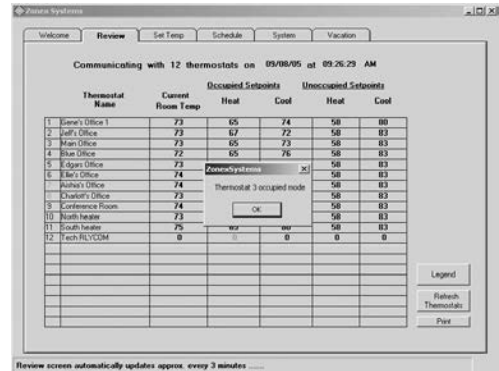 Zonex Systems
Welcome Review Set Temp Schedule System Vacation
Communicating with 12 thermostats on 09/08/05 at 09:26:29 AM
Occupied Setpoints Unoccupied Setpoints
Thermostat Name Current Room Temp Heat Cool Heat Cool
1 Gene's Office 1 73 65 74 58 80
2 Jeff's Office 73 67 72 58 83
3 Main Office 73 65 73 58 83
4 Blue Office 72 65 76 58 83
5 Edgars Office 73 58 83
6 Ellie's Office 74 58 83
7 Aishia's Office 74 58 83
8 Charlott's Office 73 58 83
9 Conference Room 74 58 83
10 North heater 73 58 83
11 South heater 75 58 83
12 Tech RLYCOM 0 0 0 0 0
ZonexSystems
Thermostat 3 occupied mode
OK
Legend
Refresh Thermostats
Print
Review screen automatically updates approx. every 3 minutes ......